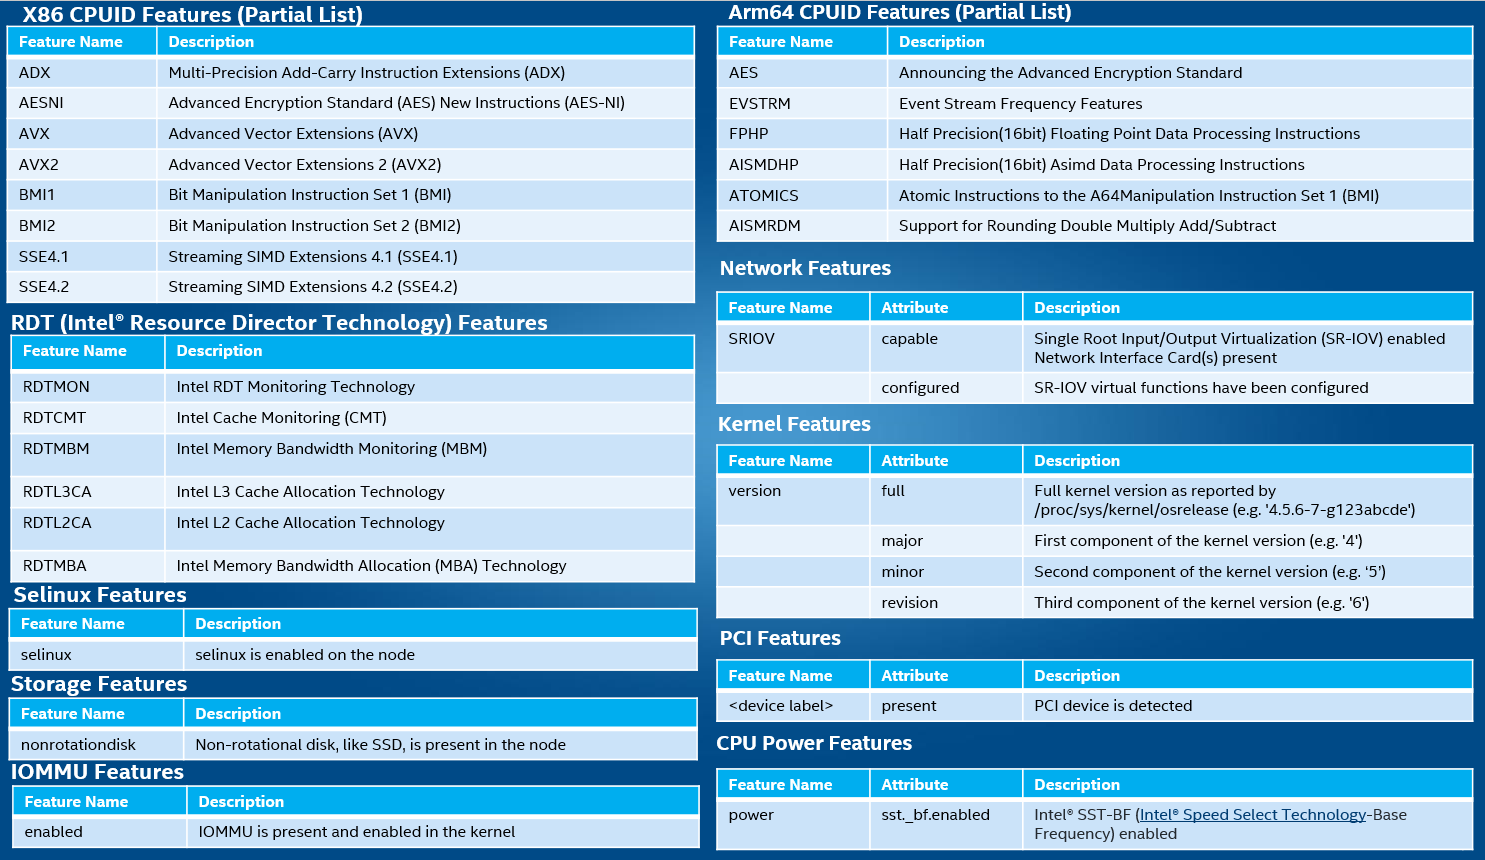 X86 CPUID Features (Partial List)
Feature Name Description
ADX Multi-Precision Add-Carry Instruction Extensions (ADX)
AESNI Advanced Encryption Standard (AES) New Instructions (AES-NI)
AVX Advanced Vector Extensions (AVX)
AVX2 Advanced Vector Extensions 2 (AVX2)
BMI1 Bit Manipulation Instruction Set 1 (BMI)
BMI2 Bit Manipulation Instruction Set 2 (BMI2)
SSE4.1 Streaming SIMD Extensions 4.1 (SSE4.1)
SSE4.2 Streaming SIMD Extensions 4.2 (SSE4.2)
RDT (Intel® Resource Director Technology) Features
Feature Name Description
RDTMON Intel RDT Monitoring Technology
RDTCMT Intel Cache Monitoring (CMT)
RDTMBM Intel Memory Bandwidth Monitoring (MBM)
RDTL3CA Intel L3 Cache Allocation Technology
RDTL2CA Intel L2 Cache Allocation Technology
RDTMBA Intel Memory Bandwidth Allocation (MBA) Technology
Selinux Features
Feature Name Description
selinux selinux is enabled on the node
Storage Features
Feature Name Description
nonrotationdisk Non-rotational disk, like SSD, is present in the node
IOMMU Features
Feature Name Description
enabled IOMMU is present and enabled in the kernel
Arm64 CPUID Features (Partial List)
Feature Name Description
AES Announcing the Advanced Encryption Standard
EVSTRM Event Stream Frequency Features
FPHP Half Precision(16bit) Floating Point Data Processing Instructions
AISMDHP Half Precision(16bit) Asimd Data Processing Instructions
ATOMICS Atomic Instructions to the A64Manipulation Instruction Set 1 (BMI)
AISMRDM Support for Rounding Double Multiply Add/Subtract
Network Features
Feature Name Attribute Description
SRIOV capable Single Root Input/Output Virtualization (SR-IOV) enabled
Network Interface Card(s) present
configured SR-IOV virtual functions have been configured
Kernel Features
Feature Name Attribute Description
version full Full kernel version as reported by
/proc/sys/kernel/osrelease (e.g. '4.5.6-7-g123abcde')
major First component of the kernel version (e.g. '4')
minor Second component of the kernel version (e.g. ‘5’)
revision Third component of the kernel version (e.g. '6')
PCI Features
Feature Name Attribute Description
<device label> present PCI device is detected
CPU Power Features
Feature Name Attribute Description
power sst._bf.enabled Intel® SST-BF (Intel® Speed Select Technology-Base
Frequency) enabled